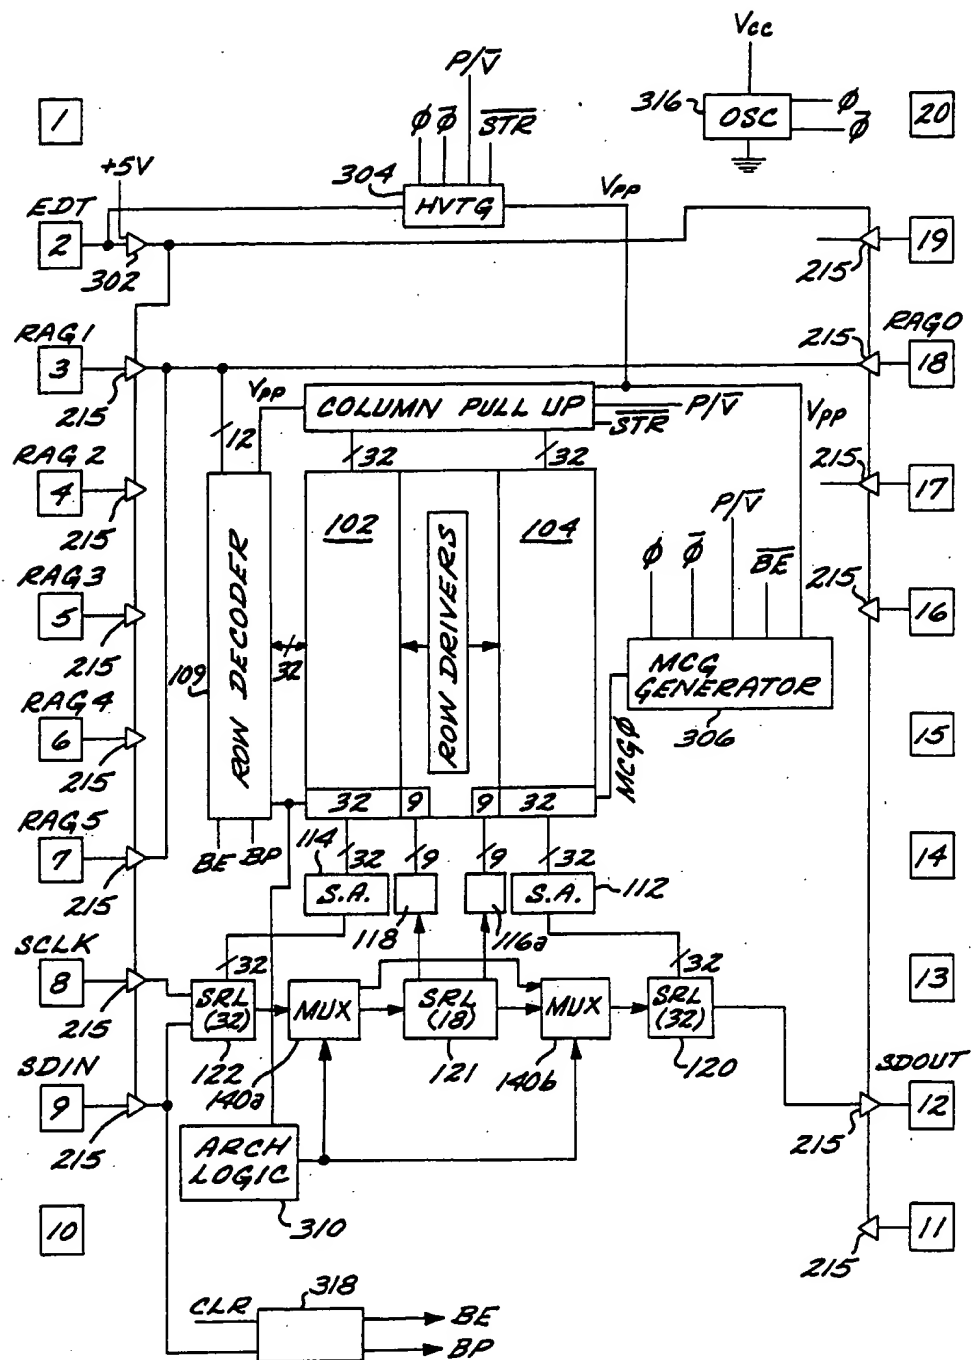 Vcc
P/V̅
1
316
OSC
φ
φ̅
20
φ
φ̅
S̅T̅R̅
+5V
304
HVTG
Vpp
EDT
2
302
19
215
RAG1
3
215
215
RAG0
18
Vpp
COLUMN PULL UP
P/V̅
S̅T̅R̅
Vpp
12
32
32
RAG 2
4
215
215
17
102
ROW DRIVERS
104
φ
φ̅
P/V̅
B̅E̅
RAG3
5
215
215
16
109
ROW DECODER
32
MCG GENERATOR
306
MCGφ
RAG4
6
215
15
32
9
9
32
RAG5
7
215
BE
BP
114
32
9
9
32
14
S.A.
118
116a
S.A.
112
SCLK
8
215
32
SRL
(32)
122
MUX
140a
SRL
(18)
121
MUX
140b
32
SRL
(32)
120
13
SDIN
9
215
SDOUT
12
215
ARCH
LOGIC
310
10
11
215
CLR
318
BE
BP